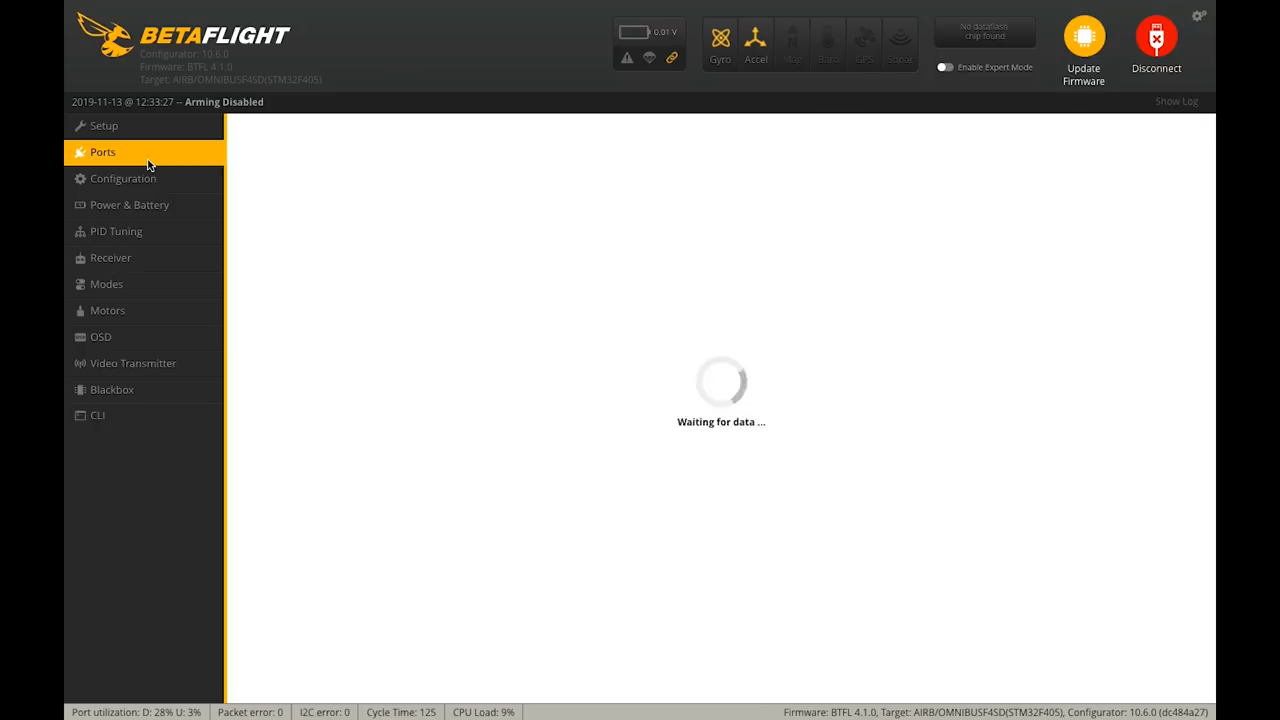 BETAFLIGHT
Configurator: 10.6.0
Firmware: BTFL 4.1.0
Target: AIRB/OMNIBUSF4SD(STM32F405)
0.01 V
Gyro
Accel
Mag
Baro
GPS
Sonar
No dataflash
chip found
Enable Expert Mode
Update
Firmware
Disconnect
2019-11-13 @ 12:33:27 -- Arming Disabled
Show Log
Setup
Ports
Configuration
Power & Battery
PID Tuning
Receiver
Modes
Motors
OSD
Video Transmitter
Blackbox
CLI
Waiting for data ...
Port utilization: D: 28% U: 3%
Packet error: 0
I2C error: 0
Cycle Time: 125
CPU Load: 9%
Firmware: BTFL 4.1.0, Target: AIRB/OMNIBUSF4SD(STM32F405), Configurator: 10.6.0 (dc484a27)